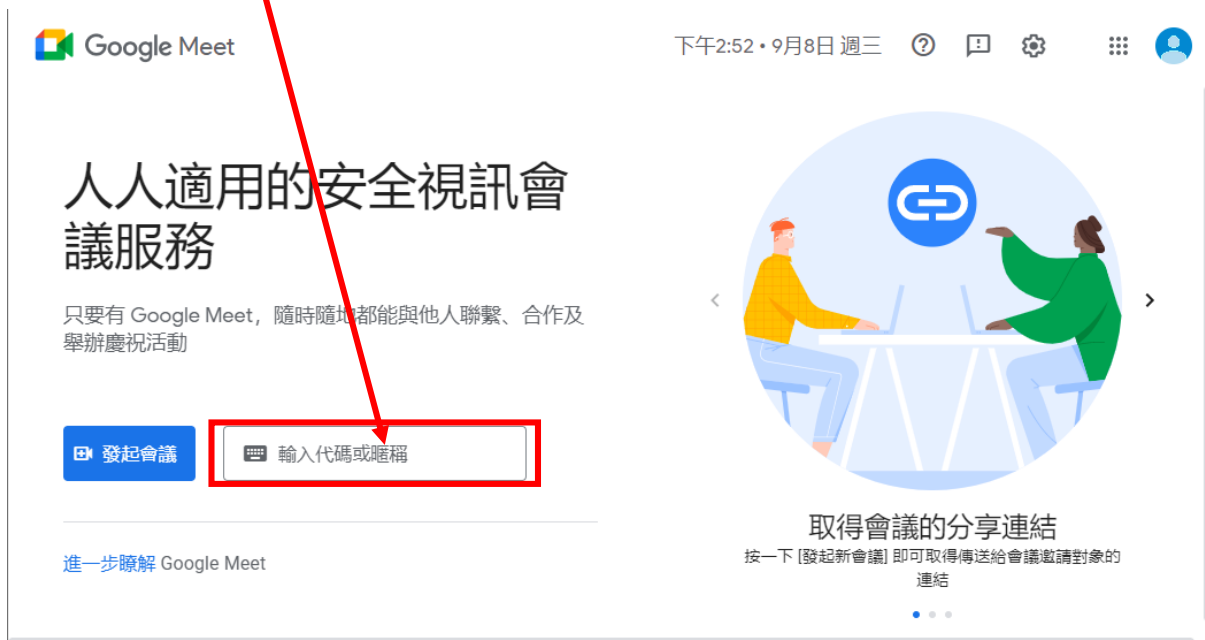 Google Meet
下午2:52 • 9月8日 週三
人人適用的安全視訊會
議服務
只要有 Google Meet，隨時隨地都能與他人聯繫、合作及
舉辦慶祝活動
發起會議
輸入代碼或暱稱
進一步瞭解 Google Meet
取得會議的分享連結
按一下 [發起新會議] 即可取得傳送給會議邀請對象的
連結